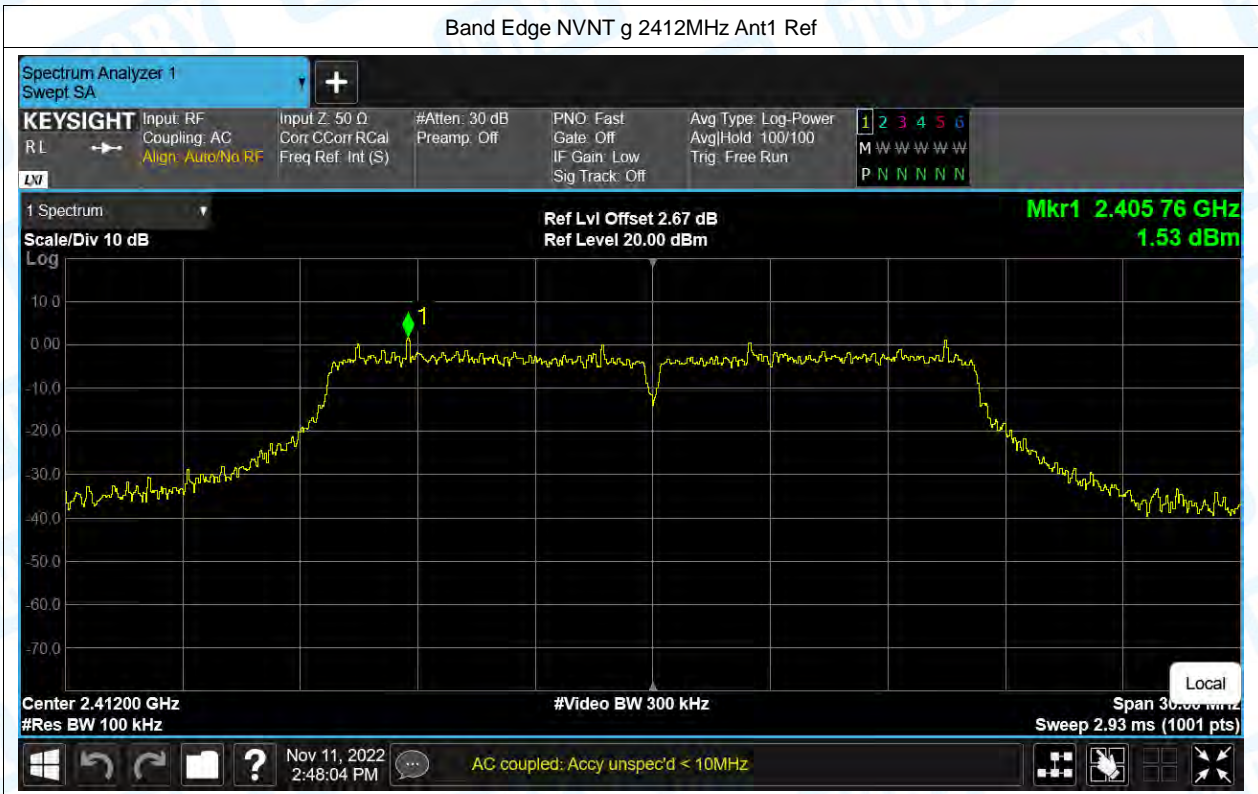 Band Edge NVNT g 2412MHz Ant1 Ref
Spectrum Analyzer 1
Swept SA
+
KEYSIGHT
R L
LXI
Input: RF
Coupling: AC
Align: Auto/No RF
Input Z: 50 Ω
Corr CCorr RCal
Freq Ref: Int (S)
#Atten: 30 dB
Preamp: Off
PNO: Fast
Gate: Off
IF Gain: Low
Sig Track: Off
Avg Type: Log-Power
Avg|Hold: 100/100
Trig: Free Run
1 2 3 4 5 6
M W W W W W
P N N N N N
1 Spectrum
Scale/Div 10 dB
Ref Lvl Offset 2.67 dB
Ref Level 20.00 dBm
Mkr1 2.405 76 GHz
1.53 dBm
Log
10.0
0.00
-10.0
-20.0
-30.0
-40.0
-50.0
-60.0
-70.0
1
Local
Center 2.41200 GHz
#Res BW 100 kHz
#Video BW 300 kHz
Span 30.00 MHz
Sweep 2.93 ms (1001 pts)
?
Nov 11, 2022
2:48:04 PM
AC coupled: Accy unspec'd < 10MHz